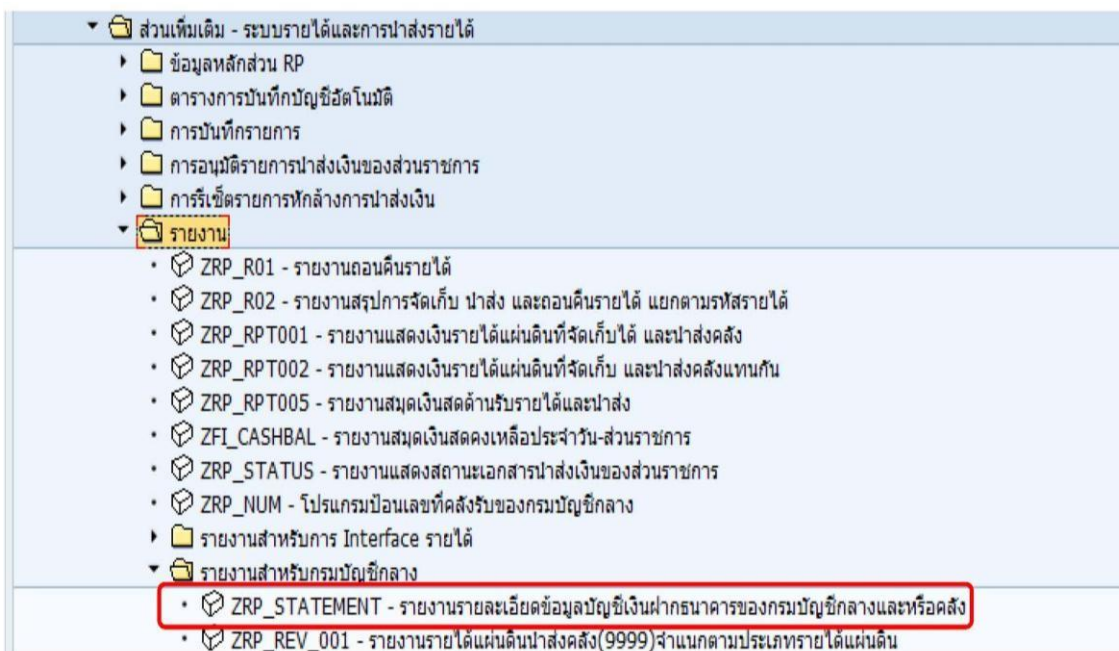 ส่วนเพิ่มเติม - ระบบรายได้และการนำส่งรายได้
ข้อมูลหลักส่วน RP
ตารางการบันทึกบัญชีอัตโนมัติ
การบันทึกรายการ
การอนุมัติรายการนำส่งเงินของส่วนราชการ
การรีเซ็ตรายการหักล้างการนำส่งเงิน
รายงาน
ZRP_R01 - รายงานถอนคืนรายได้
ZRP_R02 - รายงานสรุปการจัดเก็บ นำส่ง และถอนคืนรายได้ แยกตามรหัสรายได้
ZRP_RPT001 - รายงานแสดงเงินรายได้แผ่นดินที่จัดเก็บได้ และนำส่งคลัง
ZRP_RPT002 - รายงานแสดงเงินรายได้แผ่นดินที่จัดเก็บ และนำส่งคลังแทนกัน
ZRP_RPT005 - รายงานสมุดเงินสดด้านรับรายได้และนำส่ง
ZFI_CASHBAL - รายงานสมุดเงินสดคงเหลือประจำวัน-ส่วนราชการ
ZRP_STATUS - รายงานแสดงสถานะเอกสารนำส่งเงินของส่วนราชการ
ZRP_NUM - โปรแกรมป้อนเลขที่คลังรับของกรมบัญชีกลาง
รายงานสำหรับการ Interface รายได้
รายงานสำหรับกรมบัญชีกลาง
ZRP_STATEMENT - รายงานรายละเอียดข้อมูลบัญชีเงินฝากธนาคารของกรมบัญชีกลางและหรือคลัง
ZRP_REV_001 - รายงานรายได้แผ่นดินนำส่งคลัง(9999)จำแนกตามประเภทรายได้แผ่นดิน